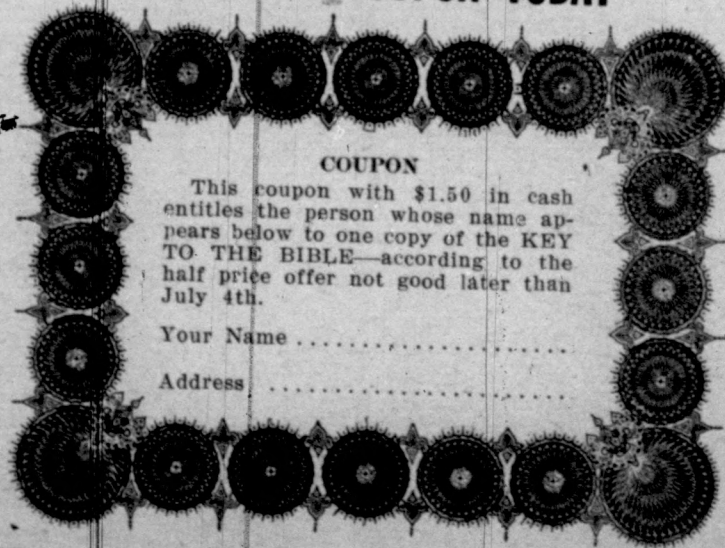 TODAY
COUPON
This coupon with $1.50 in cash
entitles the person whose name ap-
pears below to one copy of the KEY
TO THE BIBLE—according to the
half price offer not good later than
July 4th.
Your Name ..............................
Address ..............................